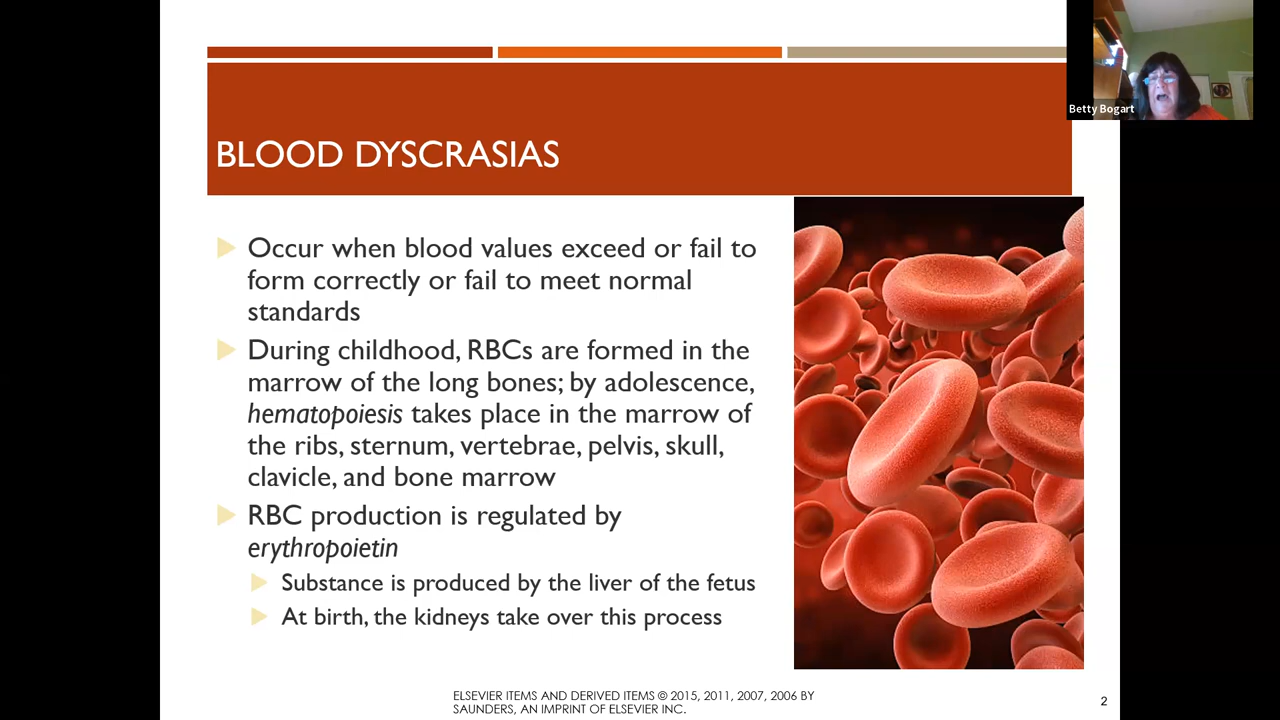 Betty Bogart
BLOOD DYSCRASIAS
Occur when blood values exceed or fail to
form correctly or fail to meet normal
standards
During childhood, RBCs are formed in the
marrow of the long bones; by adolescence,
hematopoiesis takes place in the marrow of
the ribs, sternum, vertebrae, pelvis, skull,
clavicle, and bone marrow
RBC production is regulated by
erythropoietin
Substance is produced by the liver of the fetus
At birth, the kidneys take over this process
ELSEVIER ITEMS AND DERIVED ITEMS © 2015, 2011, 2007, 2006 BY
SAUNDERS, AN IMPRINT OF ELSEVIER INC.
2